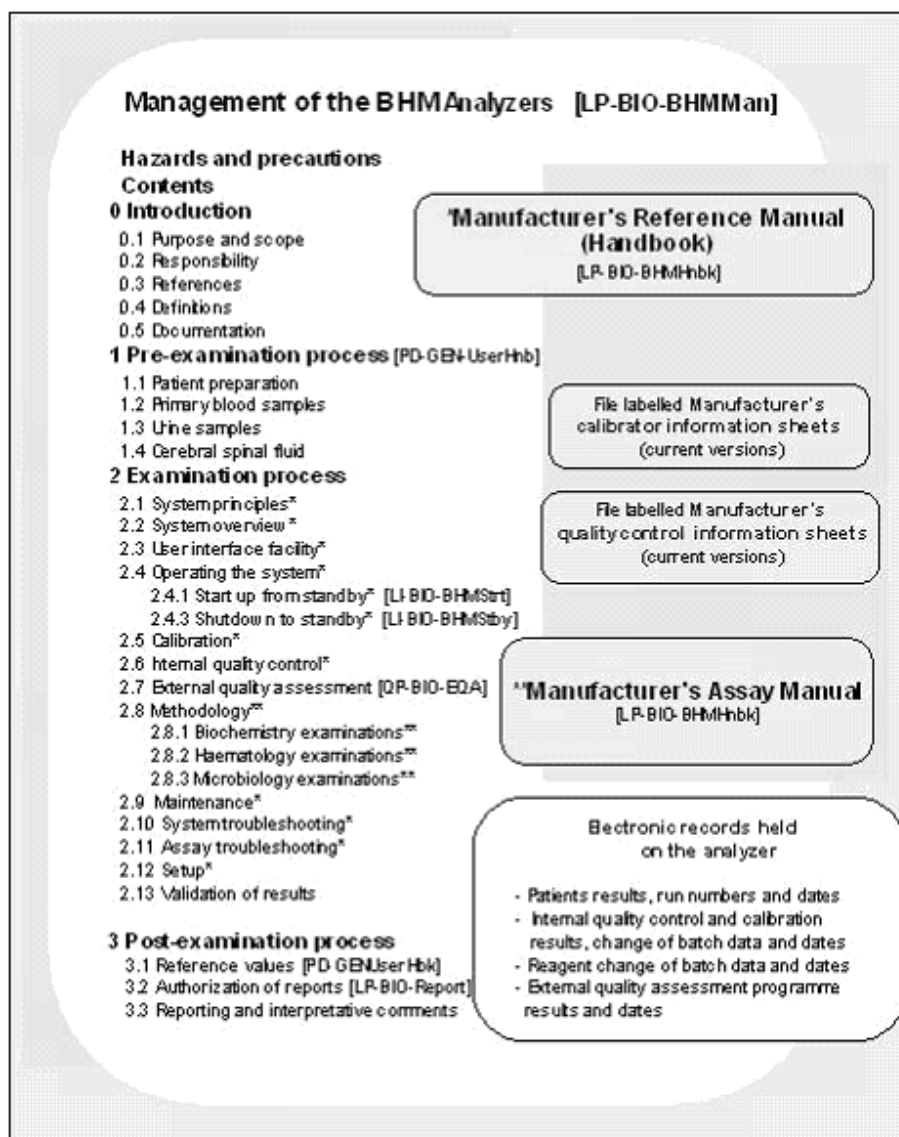 Management of the BHM Analyzers [LP-BIO-BHMMan]
Hazards and precautions
Contents
0 Introduction
0.1 Purpose and scope
0.2 Responsibility
0.3 References
0.4 Definitions
0.5 Documentation
1 Pre-examination process [PD-GEN-UserHnb]
1.1 Patient preparation
1.2 Primary blood samples
1.3 Urine samples
1.4 Cerebral spinal fluid
2 Examination process
2.1 System principles*
2.2 System overview*
2.3 User interface facility*
2.4 Operating the system*
2.4.1 Start up from standby* [LI-BIO-BHMStrt]
2.4.3 Shutdown to standby* [LI-BIO-BHMStby]
2.5 Calibration*
2.6 Internal quality control*
2.7 External quality assessment [QP-BIO-EQA]
2.8 Methodology**
2.8.1 Biochemistry examinations**
2.8.2 Haematology examinations**
2.8.3 Microbiology examinations**
2.9 Maintenance*
2.10 System troubleshooting*
2.11 Assay troubleshooting*
2.12 Setup*
2.13 Validation of results
3 Post-examination process
3.1 Reference values [PD-GENUserHbk]
3.2 Authorization of reports [LP-BIO-Report]
3.3 Reporting and interpretative comments
*Manufacturer's Reference Manual
(Handbook)
[LP-BIO-BHMHnbk]
File labelled Manufacturer's
calibrator information sheets
(current versions)
File labelled Manufacturer's
quality control information sheets
(current versions)
**Manufacturer's Assay Manual
[LP-BIO-BHMHnbk]
Electronic records held
on the analyzer
- Patients results, run numbers and dates
- Internal quality control and calibration
results, change of batch data and dates
- Reagent change of batch data and dates
- External quality assessment programme
results and dates